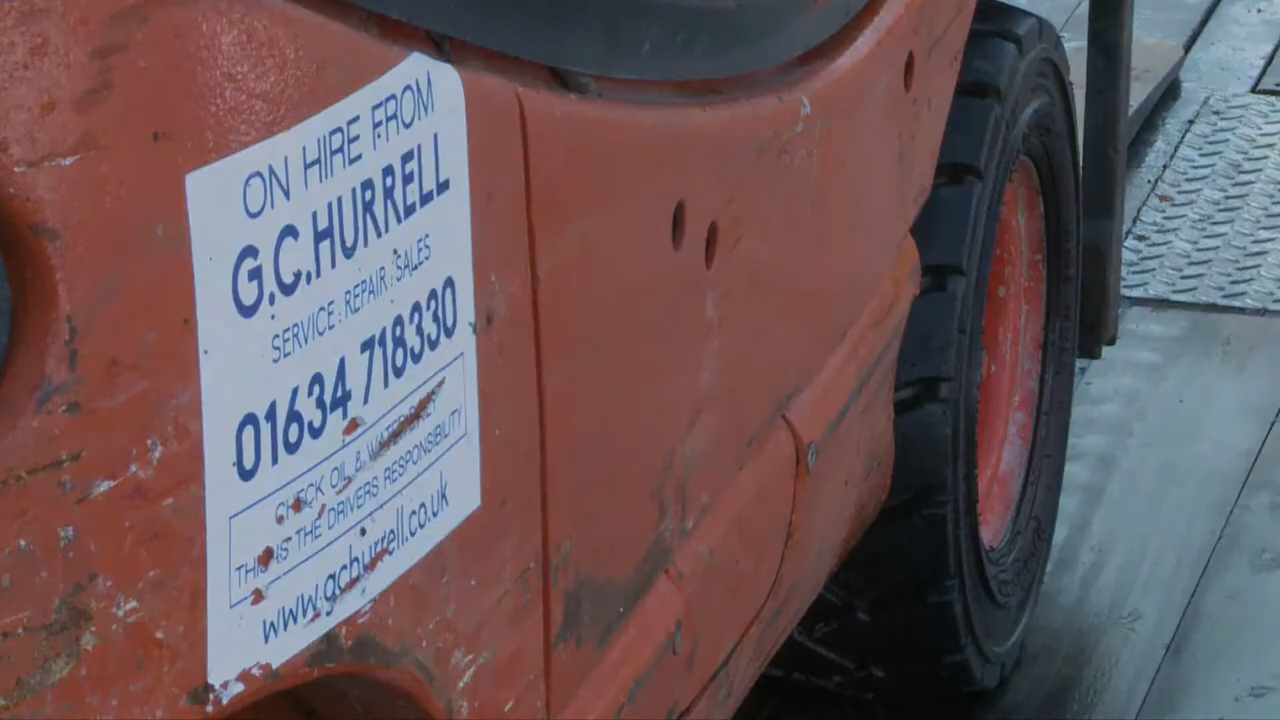 ON HIRE FROM
G.C.HURRELL
SERVICE : REPAIR : SALES
01634 718330
CHECK OIL & WATER DAILY
THIS IS THE DRIVERS RESPONSIBILITY
www.gchurrell.co.uk